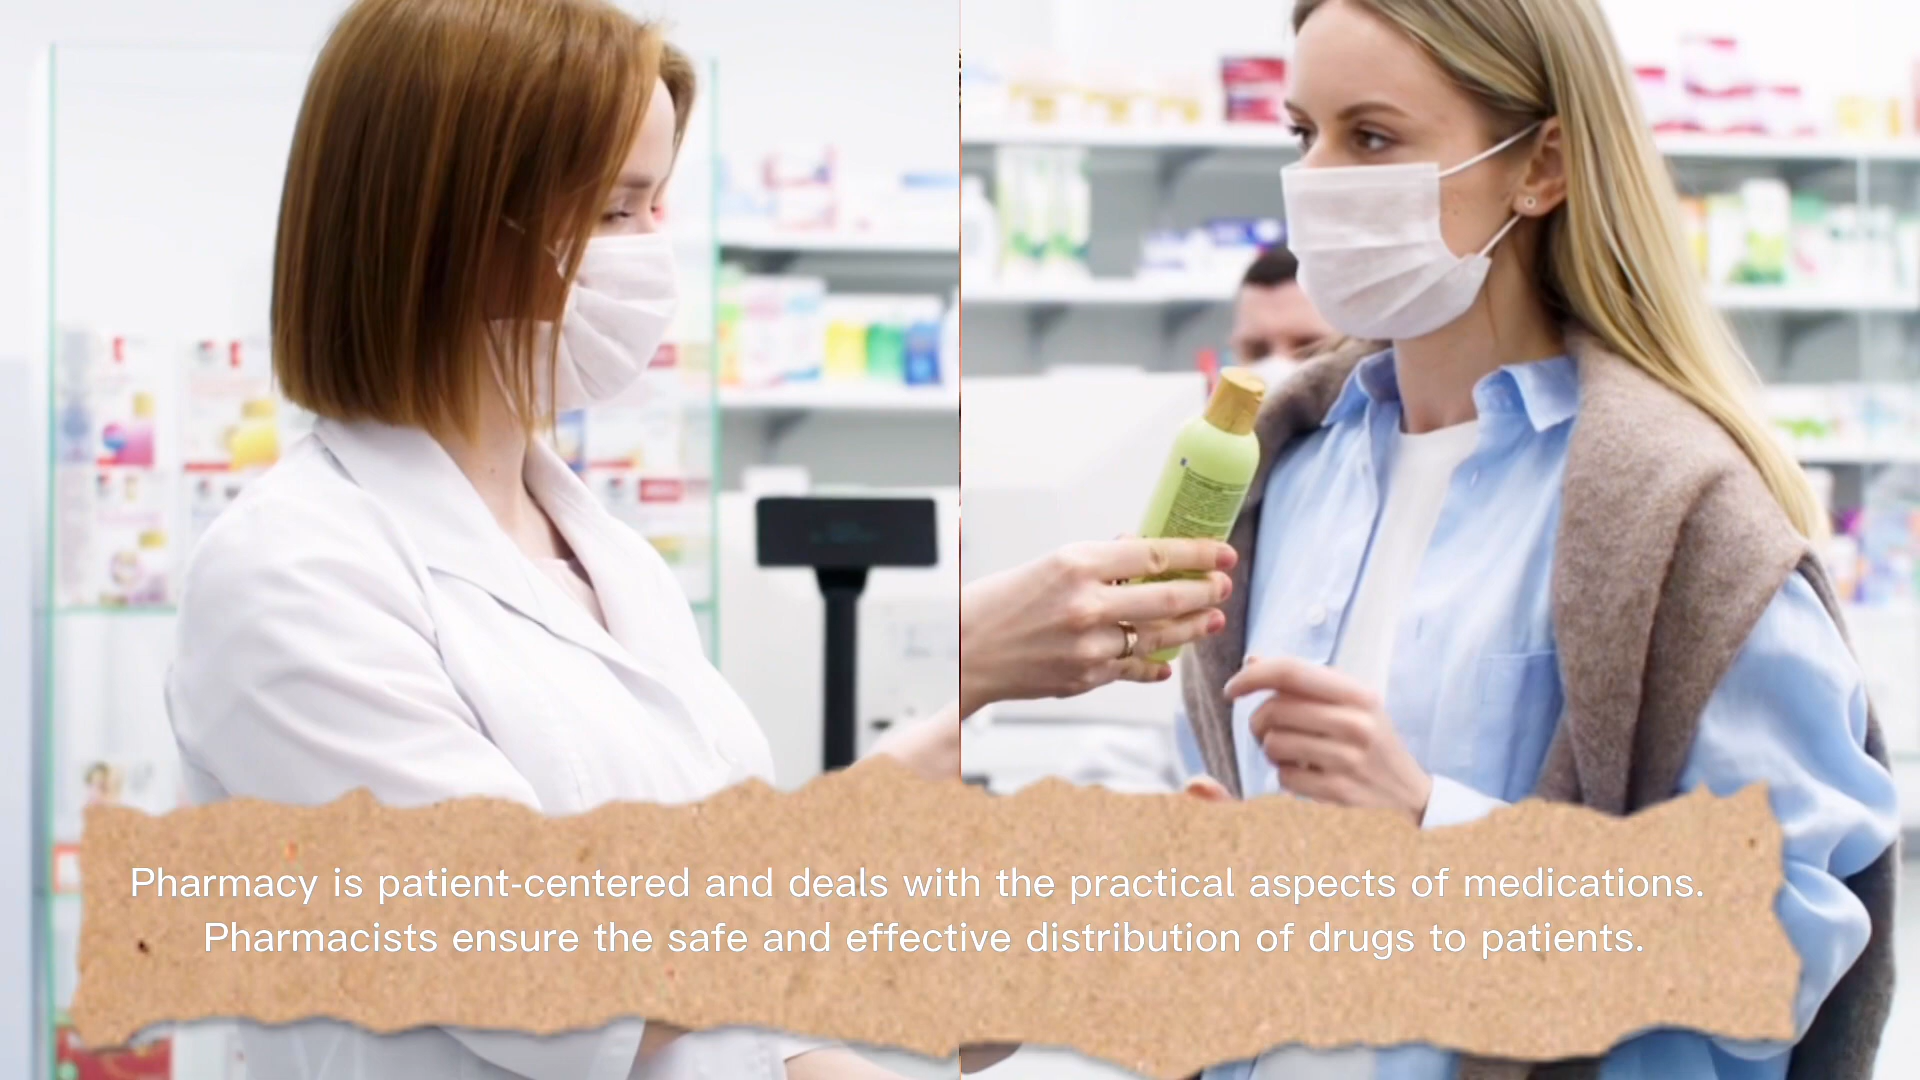 Pharmacy is patient-centered and deals with the practical aspects of medications.
Pharmacists ensure the safe and effective distribution of drugs to patients.